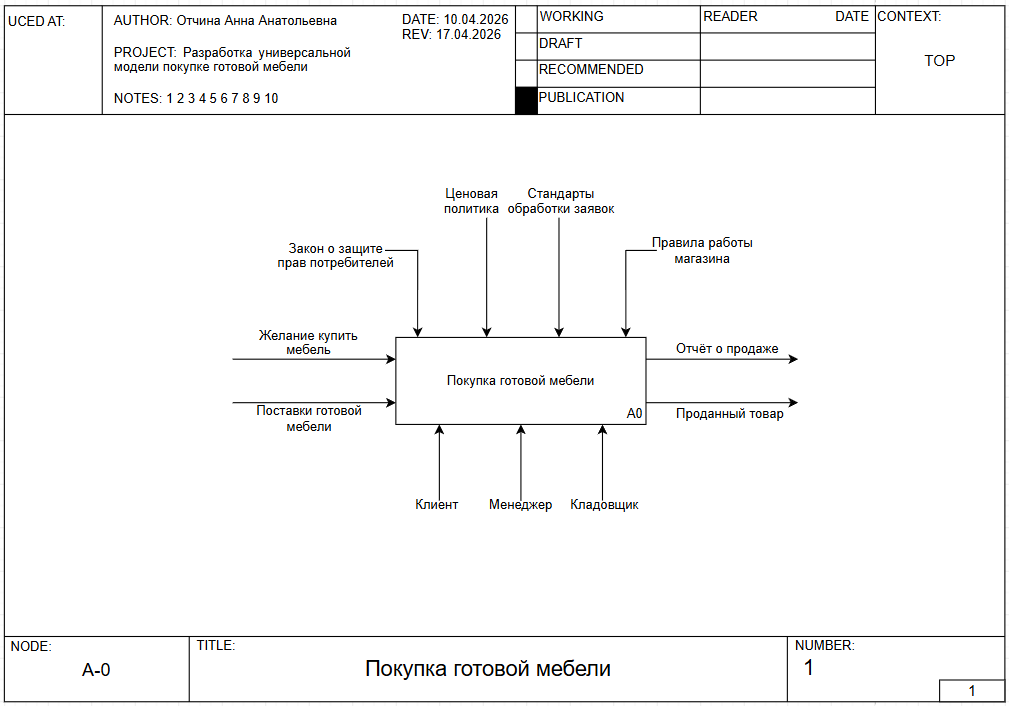 UCED AT:
AUTHOR: Отчина Анна Анатольевна
DATE: 10.04.2026
REV: 17.04.2026
PROJECT: Разработка универсальной
модели покупке готовой мебели
NOTES: 1 2 3 4 5 6 7 8 9 10
WORKING
DRAFT
RECOMMENDED
PUBLICATION
READER DATE
CONTEXT:
TOP
Ценовая
политика
Стандарты
обработки заявок
Закон о защите
прав потребителей
Правила работы
магазина
Желание купить
мебель
Поставки готовой
мебели
Покупка готовой мебели
A0
Отчёт о продаже
Проданный товар
Клиент
Менеджер
Кладовщик
NODE:
A-0
TITLE:
Покупка готовой мебели
NUMBER:
1
1